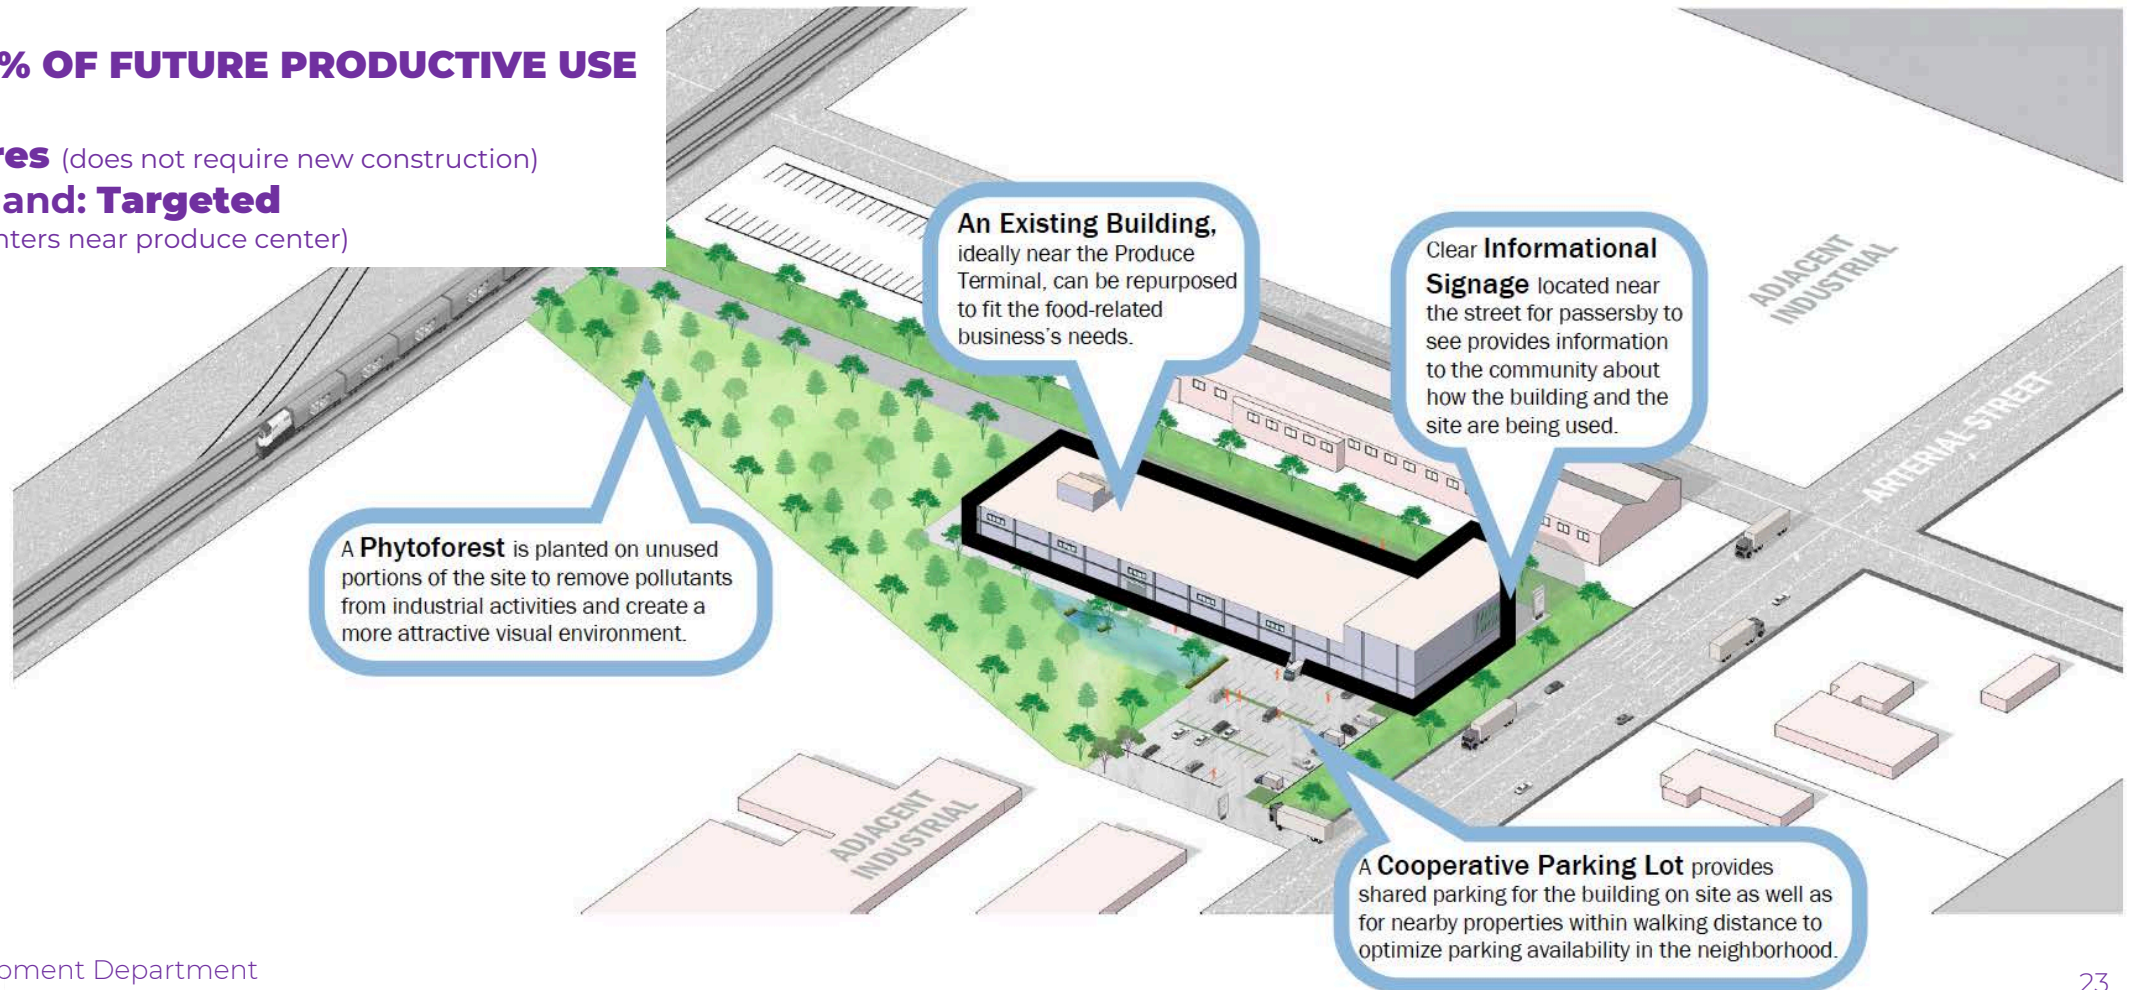 % OF FUTURE PRODUCTIVE USE
res (does not require new construction)
and: Targeted
nters near produce center)
An Existing Building,
ideally near the Produce
Terminal, can be repurposed
to fit the food-related
business's needs.
Clear Informational
Signage located near
the street for passersby to
see provides information
to the community about
how the building and the
site are being used.
ADJACENT
INDUSTRIAL
ARTERIAL STREET
A Phytoforest is planted on unused
portions of the site to remove pollutants
from industrial activities and create a
more attractive visual environment.
ADJACENT
INDUSTRIAL
A Cooperative Parking Lot provides
shared parking for the building on site as well as
for nearby properties within walking distance to
optimize parking availability in the neighborhood.
opment Department
23